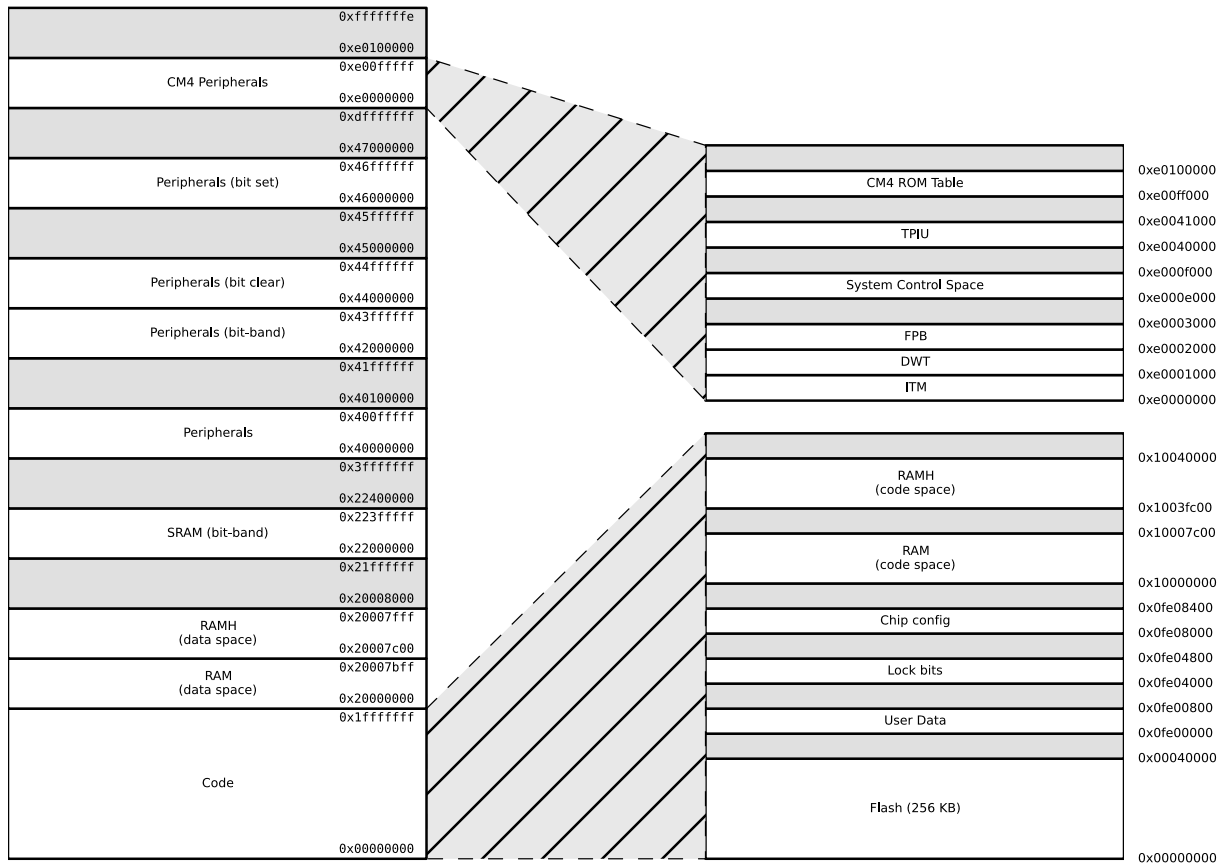 0xfffffffe
0xe0100000
CM4 Peripherals
0xe00fffff
0xe0000000
0xdfffffff
0x47000000
Peripherals (bit set)
0x46ffffff
0x46000000
0x45ffffff
0x45000000
Peripherals (bit clear)
0x44ffffff
0x44000000
Peripherals (bit-band)
0x43ffffff
0x42000000
0x41ffffff
0x40100000
Peripherals
0x400fffff
0x40000000
0x3fffffff
0x22400000
SRAM (bit-band)
0x223fffff
0x22000000
0x21ffffff
0x20008000
RAMH
(data space)
0x20007fff
0x20007c00
RAM
(data space)
0x20007bff
0x20000000
0x1fffffff
Code
0x00000000
0xe0100000
CM4 ROM Table
0xe00ff000
0xe0041000
TPIU
0xe0040000
0xe000f000
System Control Space
0xe000e000
0xe0003000
FPB
0xe0002000
DWT
0xe0001000
ITM
0xe0000000
0x10040000
RAMH
(code space)
0x1003fc00
0x10007c00
RAM
(code space)
0x10000000
0x0fe08400
Chip config
0x0fe08000
0x0fe04800
Lock bits
0x0fe04000
0x0fe00800
User Data
0x0fe00000
0x00040000
Flash (256 KB)
0x00000000